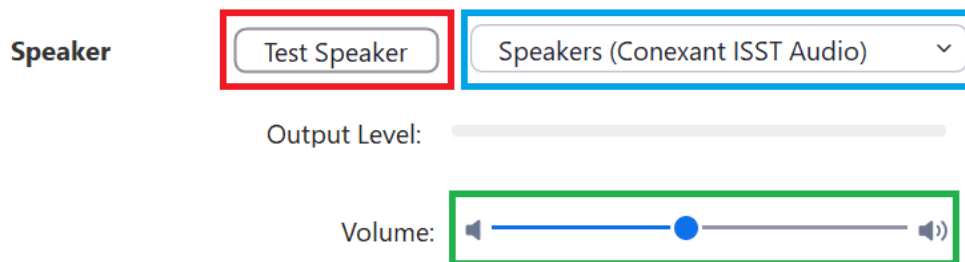 Speaker Test Speaker Speakers (Conexant ISST Audio)
Output Level:
Volume: